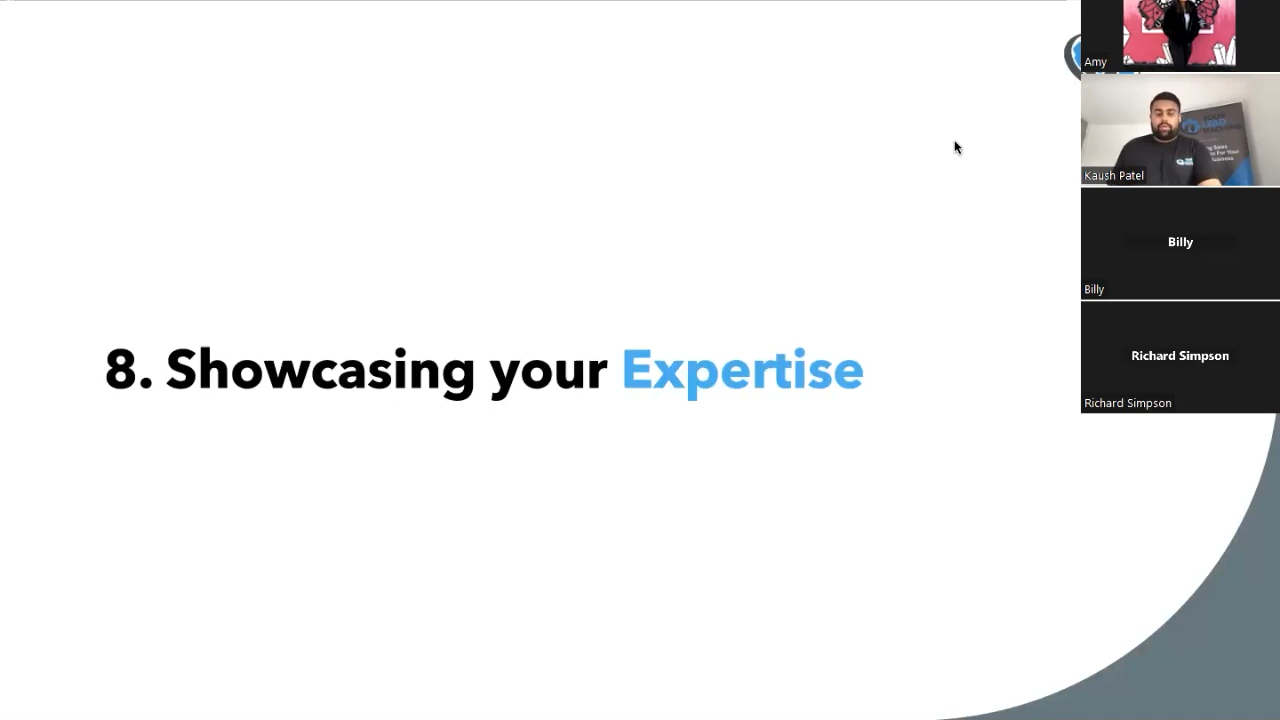 8. Showcasing your Expertise
Amy
Kaush Patel
Billy
Billy
Richard Simpson
Richard Simpson